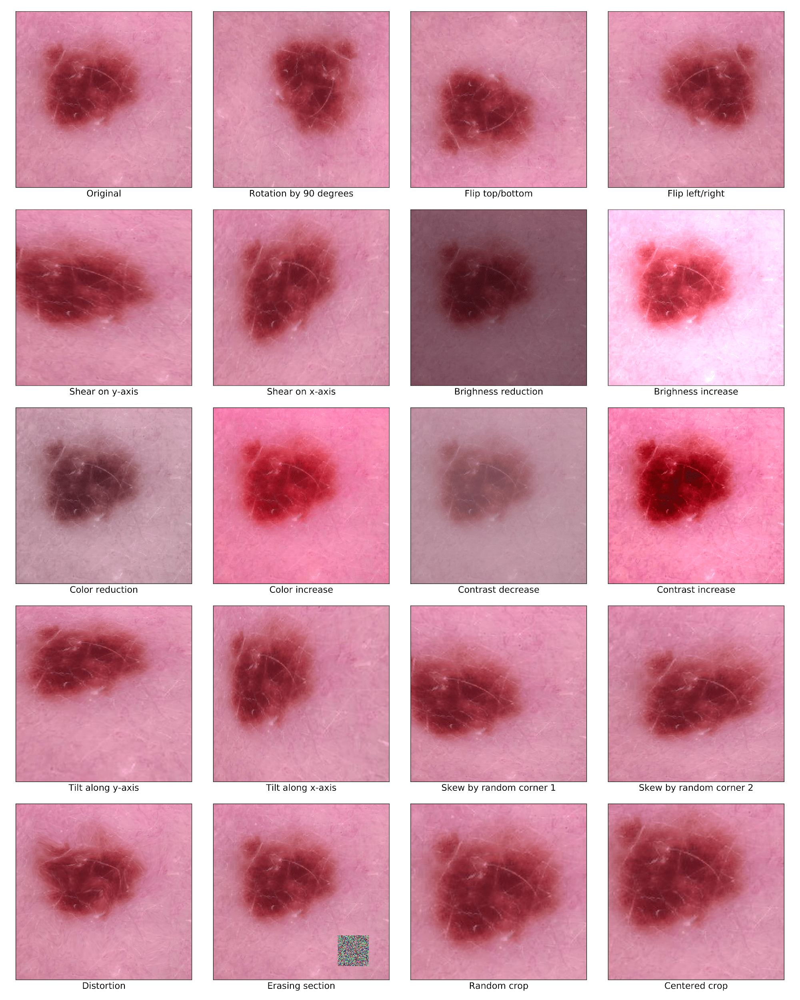 Original
Rotation by 90 degrees
Flip top/bottom
Flip left/right
Shear on y-axis
Shear on x-axis
Brighness reduction
Brighness increase
Color reduction
Color increase
Contrast decrease
Contrast increase
Tilt along y-axis
Tilt along x-axis
Skew by random corner 1
Skew by random corner 2
Distortion
Erasing section
Random crop
Centered crop